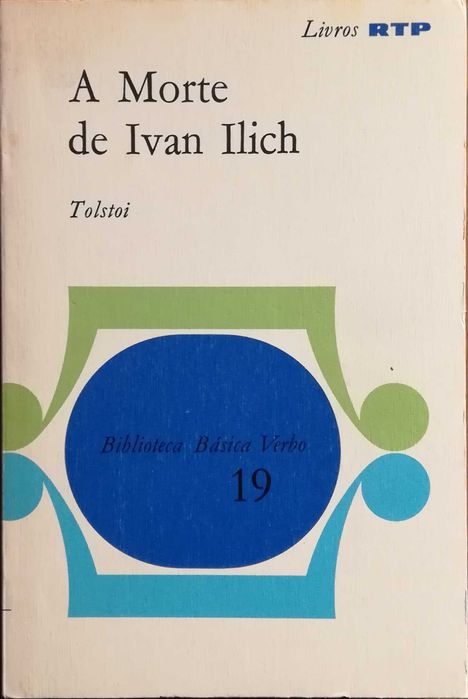 Livros RTP
A Morte
de Ivan Ilich
Tolstoi
Biblioteca Básica Verbo
19